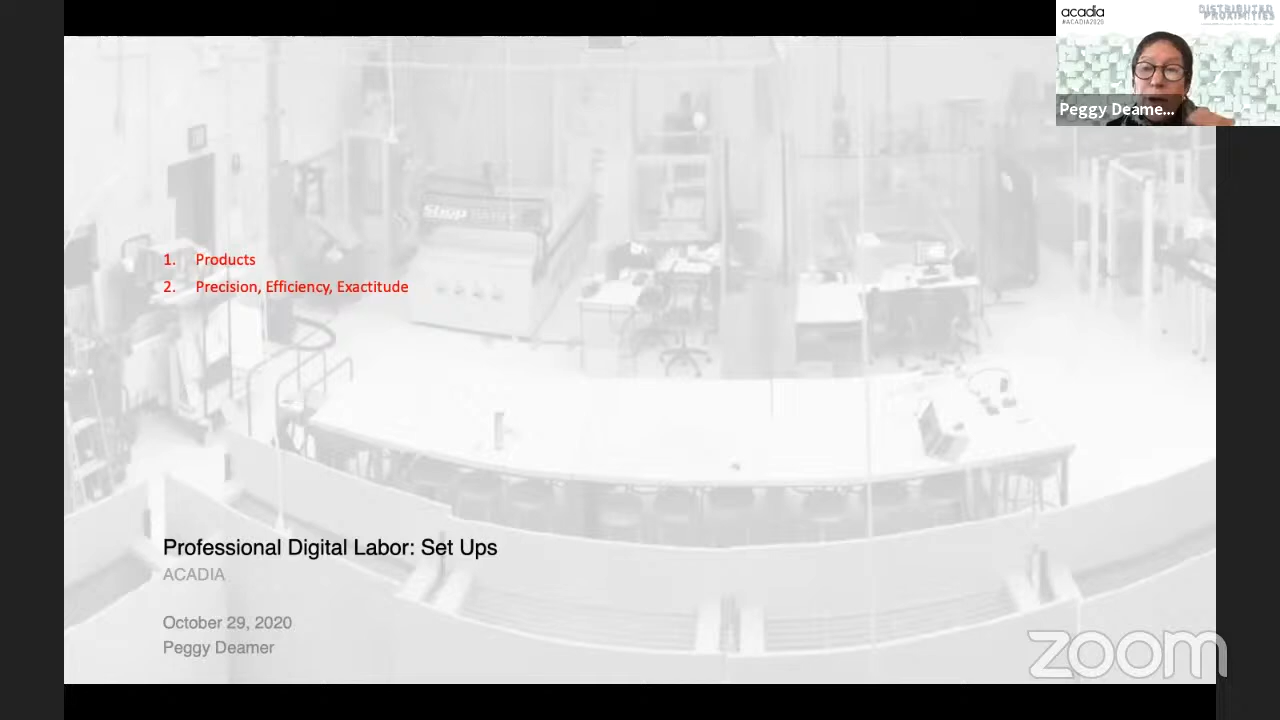 acadia
#ACADIA2020
DISTRIBUTED
PROXIMITIES
Peggy Deame...
Shop
1. Products
2. Precision, Efficiency, Exactitude
Professional Digital Labor: Set Ups
ACADIA
October 29, 2020
Peggy Deamer
zoom